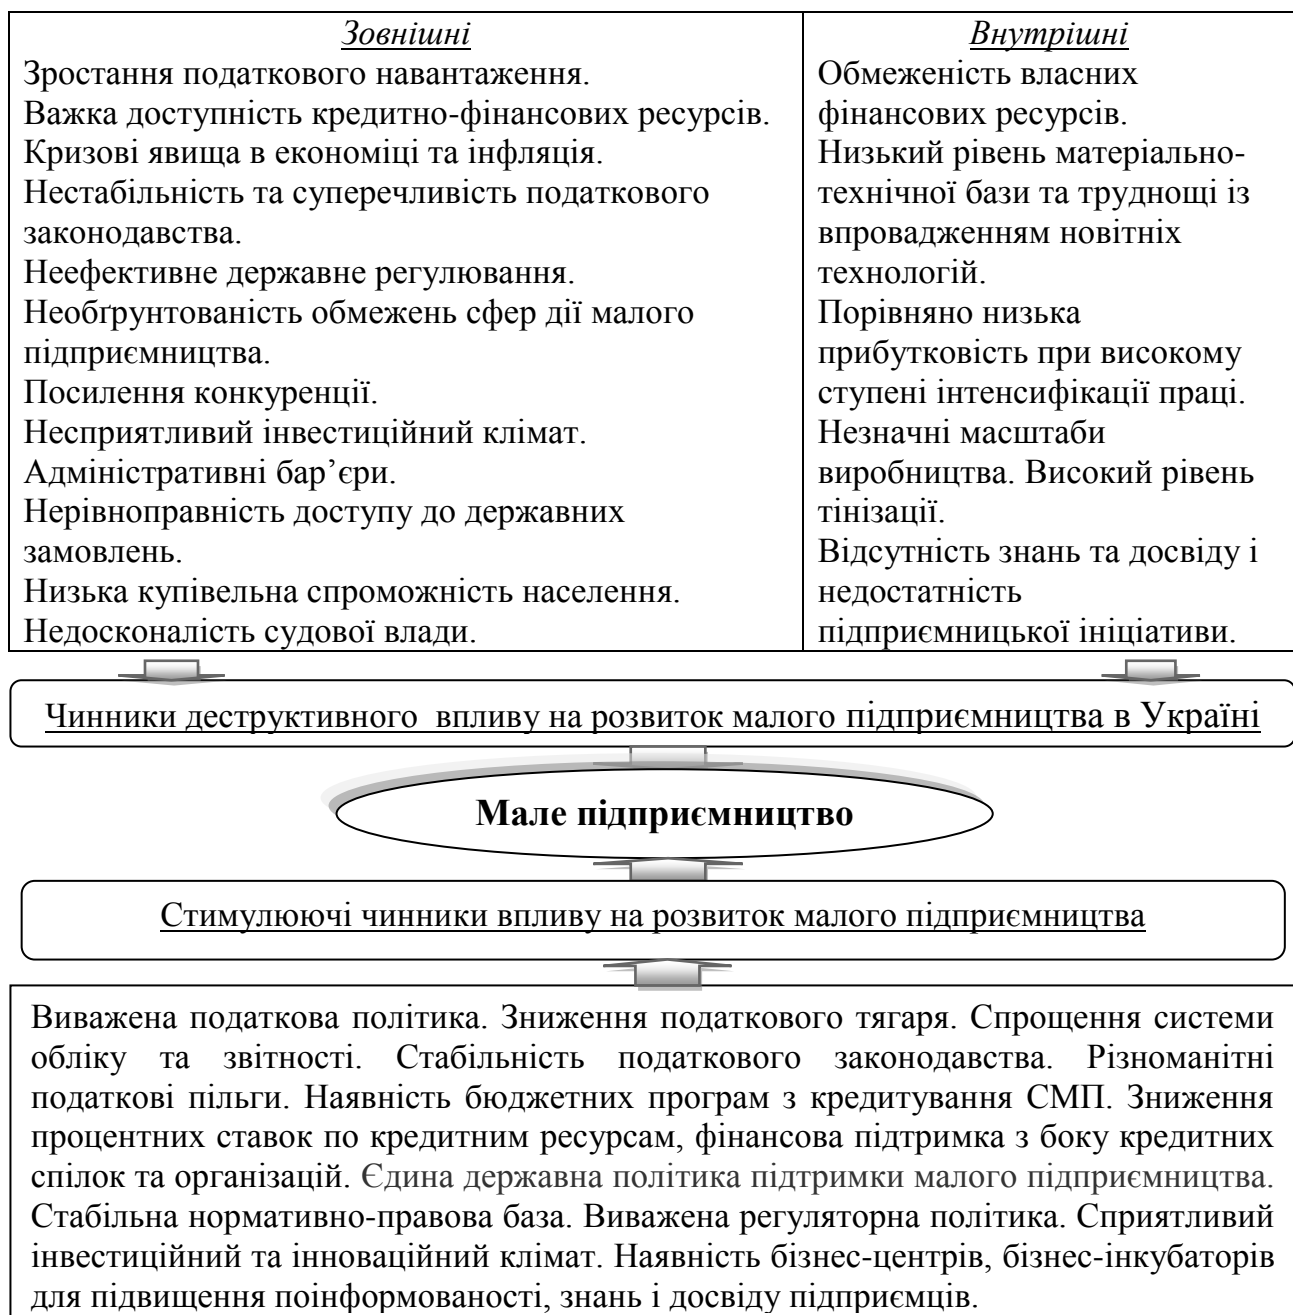 Зовнішні
Зростання податкового навантаження.
Важка доступність кредитно-фінансових ресурсів.
Кризові явища в економіці та інфляція.
Нестабільність та суперечливість податкового
законодавства.
Неефективне державне регулювання.
Необґрунтованість обмежень сфер дії малого
підприємництва.
Посилення конкуренції.
Несприятливий інвестиційний клімат.
Адміністративні бар’єри.
Нерівноправність доступу до державних
замовлень.
Низька купівельна спроможність населення.
Недосконалість судової влади.
Внутрішні
Обмеженість власних
фінансових ресурсів.
Низький рівень матеріально-
технічної бази та труднощі із
впровадженням новітніх
технологій.
Порівняно низька
прибутковість при високому
ступені інтенсифікації праці.
Незначні масштаби
виробництва. Високий рівень
тінізації.
Відсутність знань та досвіду і
недостатність
підприємницької ініціативи.
Чинники деструктивного впливу на розвиток малого підприємництва в Україні
Мале підприємництво
Стимулюючі чинники впливу на розвиток малого підприємництва
Виважена податкова політика. Зниження податкового тягаря. Спрощення системи
обліку та звітності. Стабільність податкового законодавства. Різноманітні
податкові пільги. Наявність бюджетних програм з кредитування СМП. Зниження
процентних ставок по кредитним ресурсам, фінансова підтримка з боку кредитних
спілок та організацій. Єдина державна політика підтримки малого підприємництва.
Стабільна нормативно-правова база. Виважена регуляторна політика. Сприятливий
інвестиційний та інноваційний клімат. Наявність бізнес-центрів, бізнес-інкубаторів
для підвищення поінформованості, знань і досвіду підприємців.